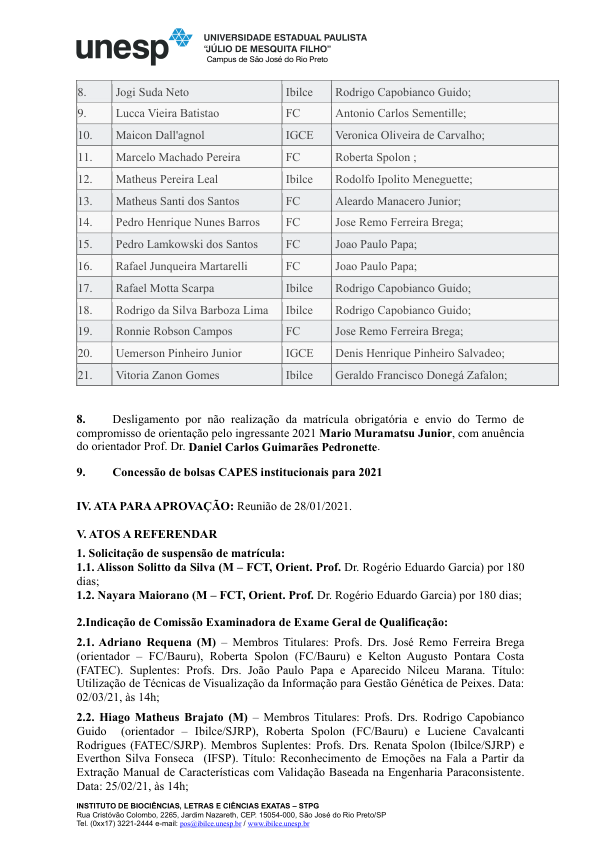 unesp
UNIVERSIDADE ESTADUAL PAULISTA
“JÚLIO DE MESQUITA FILHO”
Campus de São José do Rio Preto
8. Jogi Suda Neto Ibilce Rodrigo Capobianco Guido;
9. Lucca Vieira Batistao FC Antonio Carlos Sementille;
10. Maicon Dall'agnol IGCE Veronica Oliveira de Carvalho;
11. Marcelo Machado Pereira FC Roberta Spolon ;
12. Matheus Pereira Leal Ibilce Rodolfo Ipolito Meneguette;
13. Matheus Santi dos Santos FC Aleardo Manacero Junior;
14. Pedro Henrique Nunes Barros FC Jose Remo Ferreira Brega;
15. Pedro Lamkowski dos Santos FC Joao Paulo Papa;
16. Rafael Junqueira Martarelli FC Joao Paulo Papa;
17. Rafael Motta Scarpa Ibilce Rodrigo Capobianco Guido;
18. Rodrigo da Silva Barboza Lima Ibilce Rodrigo Capobianco Guido;
19. Ronnie Robson Campos FC Jose Remo Ferreira Brega;
20. Uemerson Pinheiro Junior IGCE Denis Henrique Pinheiro Salvadeo;
21. Vitoria Zanon Gomes Ibilce Geraldo Francisco Donegá Zafalon;
8. Desligamento por não realização da matrícula obrigatória e envio do Termo de
compromisso de orientação pelo ingressante 2021 Mario Muramatsu Junior, com anuência
do orientador Prof. Dr. Daniel Carlos Guimarães Pedronette.
9. Concessão de bolsas CAPES institucionais para 2021
IV. ATA PARA APROVAÇÃO: Reunião de 28/01/2021.
V. ATOS A REFERENDAR
1. Solicitação de suspensão de matrícula:
1.1. Alisson Solitto da Silva (M – FCT, Orient. Prof. Dr. Rogério Eduardo Garcia) por 180
dias;
1.2. Nayara Maiorano (M – FCT, Orient. Prof. Dr. Rogério Eduardo Garcia) por 180 dias;
2.Indicação de Comissão Examinadora de Exame Geral de Qualificação:
2.1. Adriano Requena (M) – Membros Titulares: Profs. Drs. José Remo Ferreira Brega
(orientador – FC/Bauru), Roberta Spolon (FC/Bauru) e Kelton Augusto Pontara Costa
(FATEC). Suplentes: Profs. Drs. João Paulo Papa e Aparecido Nilceu Marana. Título:
Utilização de Técnicas de Visualização da Informação para Gestão Génética de Peixes. Data:
02/03/21, às 14h;
2.2. Hiago Matheus Brajato (M) – Membros Titulares: Profs. Drs. Rodrigo Capobianco
Guido (orientador – Ibilce/SJRP), Roberta Spolon (FC/Bauru) e Luciene Cavalcanti
Rodrigues (FATEC/SJRP). Membros Suplentes: Profs. Drs. Renata Spolon (Ibilce/SJRP) e
Everthon Silva Fonseca (IFSP). Título: Reconhecimento de Emoções na Fala a Partir da
Extração Manual de Características com Validação Baseada na Engenharia Paraconsistente.
Data: 25/02/21, às 14h;
INSTITUTO DE BIOCIÊNCIAS, LETRAS E CIÊNCIAS EXATAS – STPG
Rua Cristóvão Colombo, 2265, Jardim Nazareth, CEP. 15054-000, São José do Rio Preto/SP
Tel. (0xx17) 3221-2444 e-mail: pos@ibilce.unesp.br / www.ibilce.unesp.br